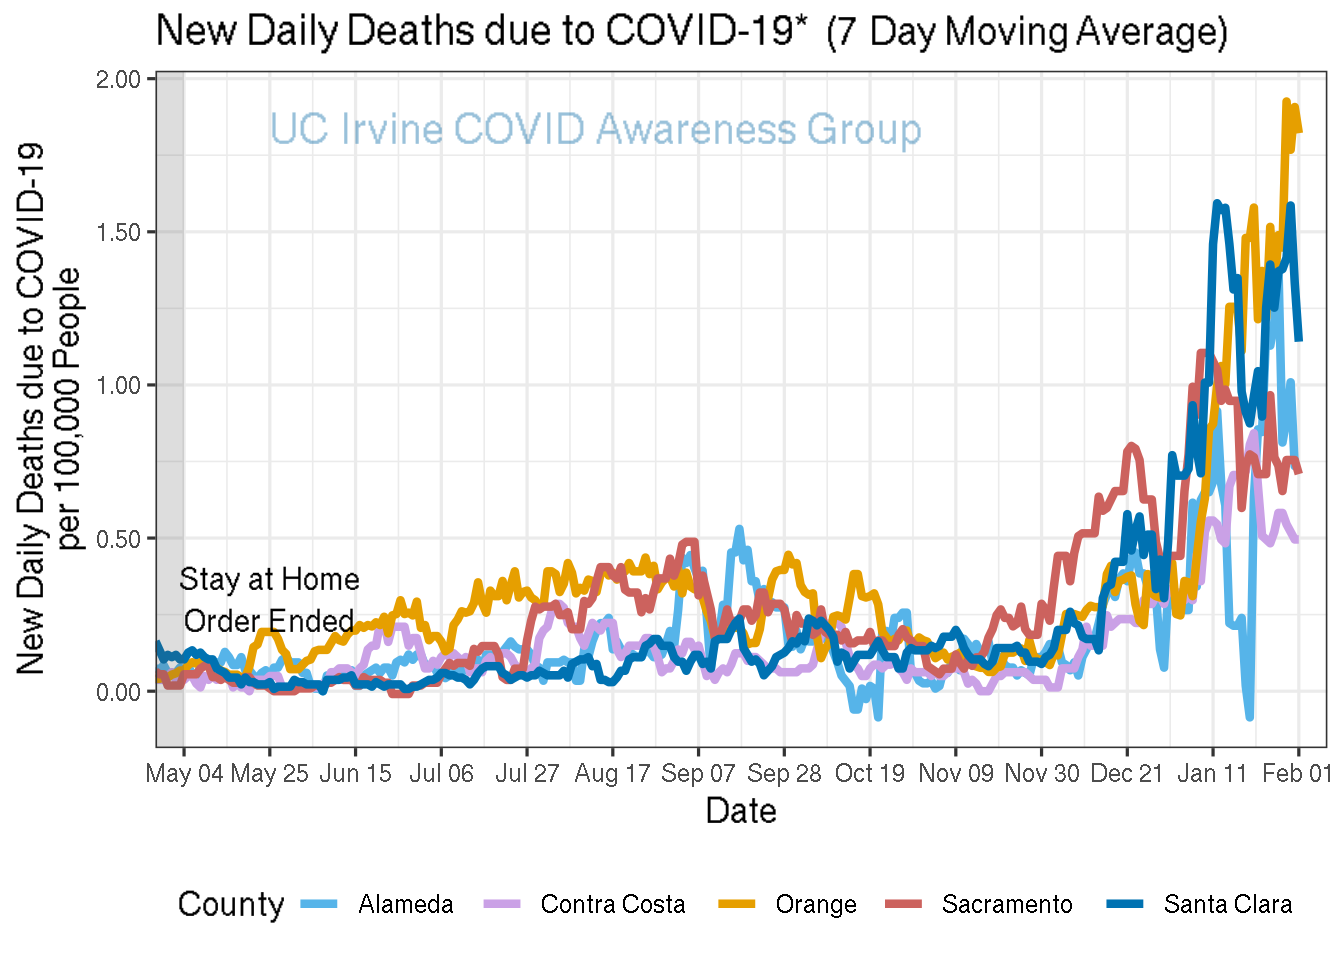 New Daily Deaths due to COVID-19* (7 Day Moving Average)
New Daily Deaths due to COVID-19
per 100,000 People
2.00
1.50
1.00
0.50
0.00
UC Irvine COVID Awareness Group
Stay at Home
Order Ended
May 04 May 25 Jun 15 Jul 06 Jul 27 Aug 17 Sep 07 Sep 28 Oct 19 Nov 09 Nov 30 Dec 21 Jan 11 Feb 01
Date
County Alameda Contra Costa Orange Sacramento Santa Clara